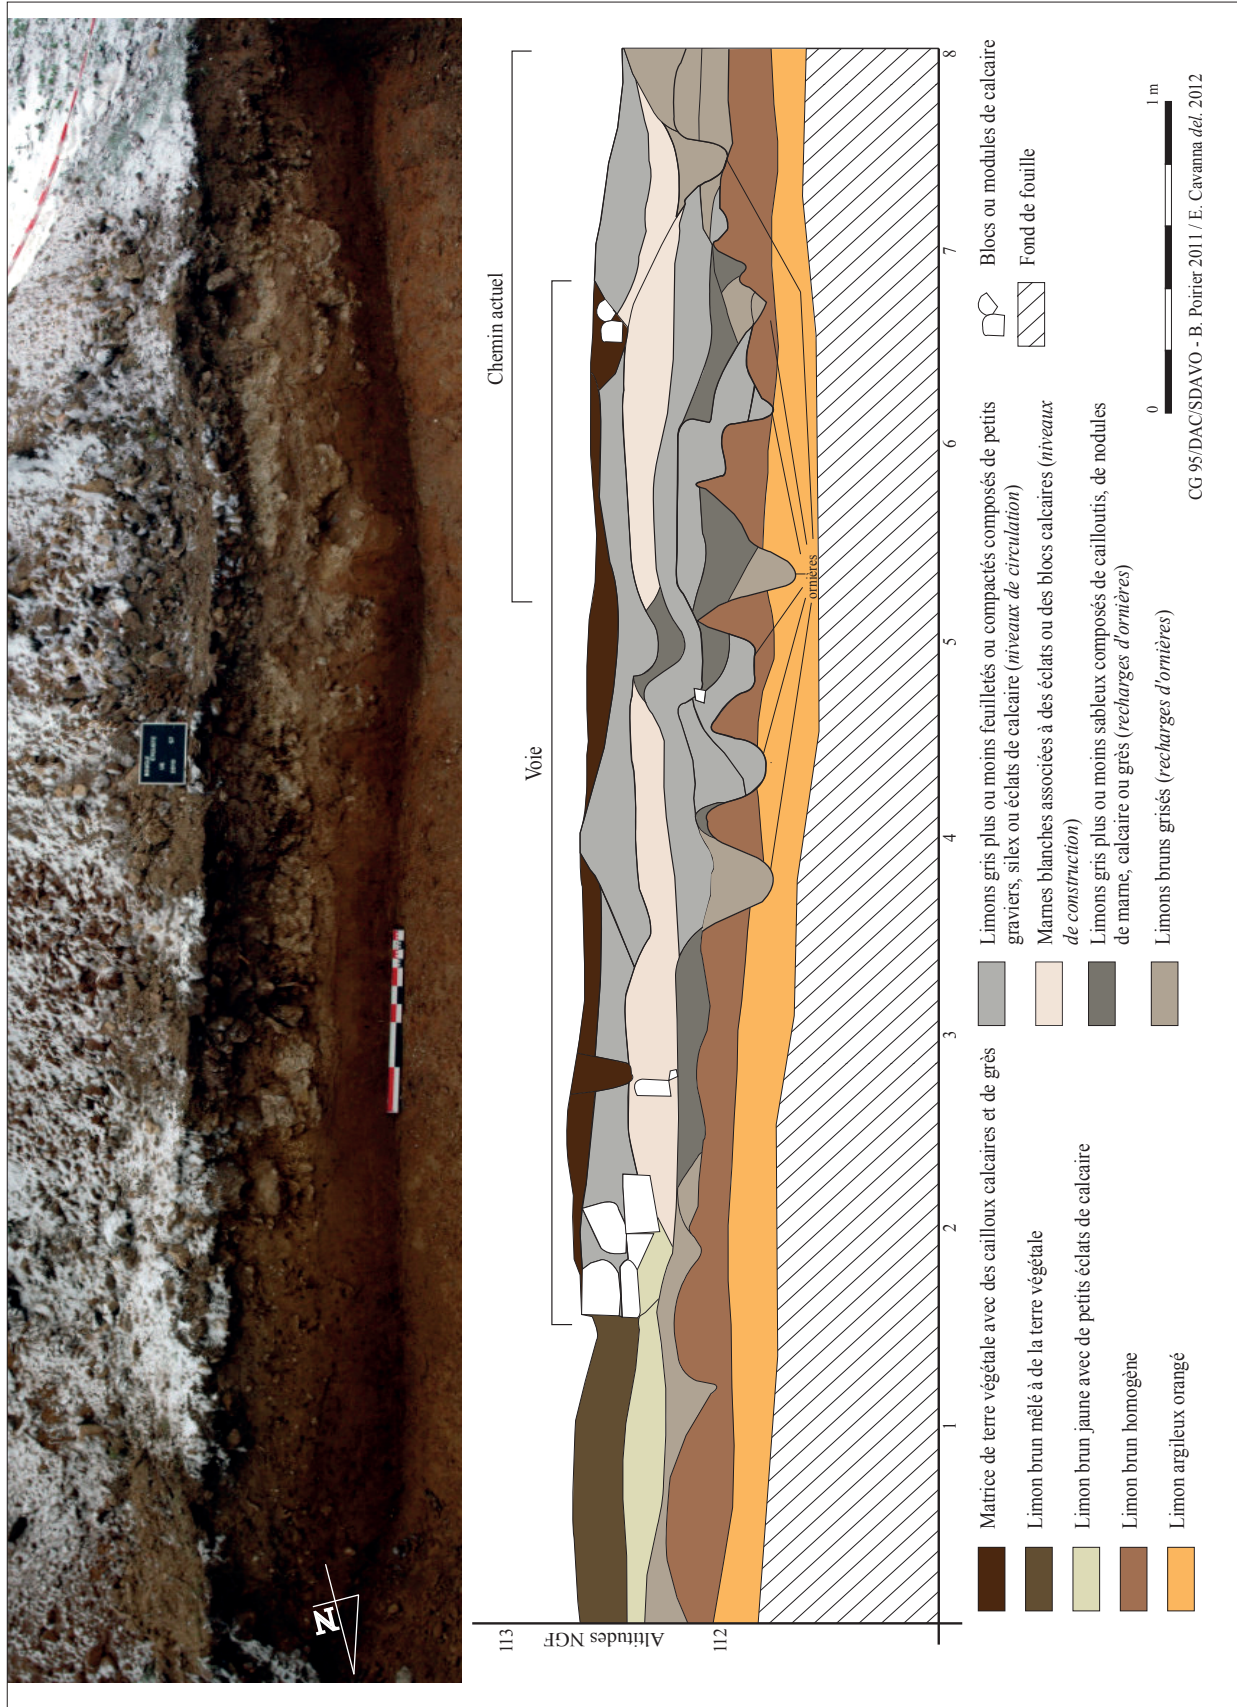 N
Chemin actuel
Voie
113
Altitudes NGF
112
ornières
1
2
3
4
5
6
7
8
Matrice de terre végétale avec des cailloux calcaires et de grès
Limon brun mêlé à de la terre végétale
Limon brun jaune avec de petits éclats de calcaire
Limon brun homogène
Limon argileux orangé
Limons gris plus ou moins feuilletés ou compactés composés de petits
graviers, silex ou éclats de calcaire (niveaux de circulation)
Marnes blanches associées à des éclats ou des blocs calcaires (niveaux
de construction)
Limons gris plus ou moins sableux composés de cailloutis, de nodules
de marne, calcaire ou grès (recharges d'ornières)
Limons bruns grisés (recharges d'ornières)
Blocs ou modules de calcaire
Fond de fouille
0
1 m
CG 95/DAC/SDAVO - B. Poirier 2011 / E. Cavanna del. 2012